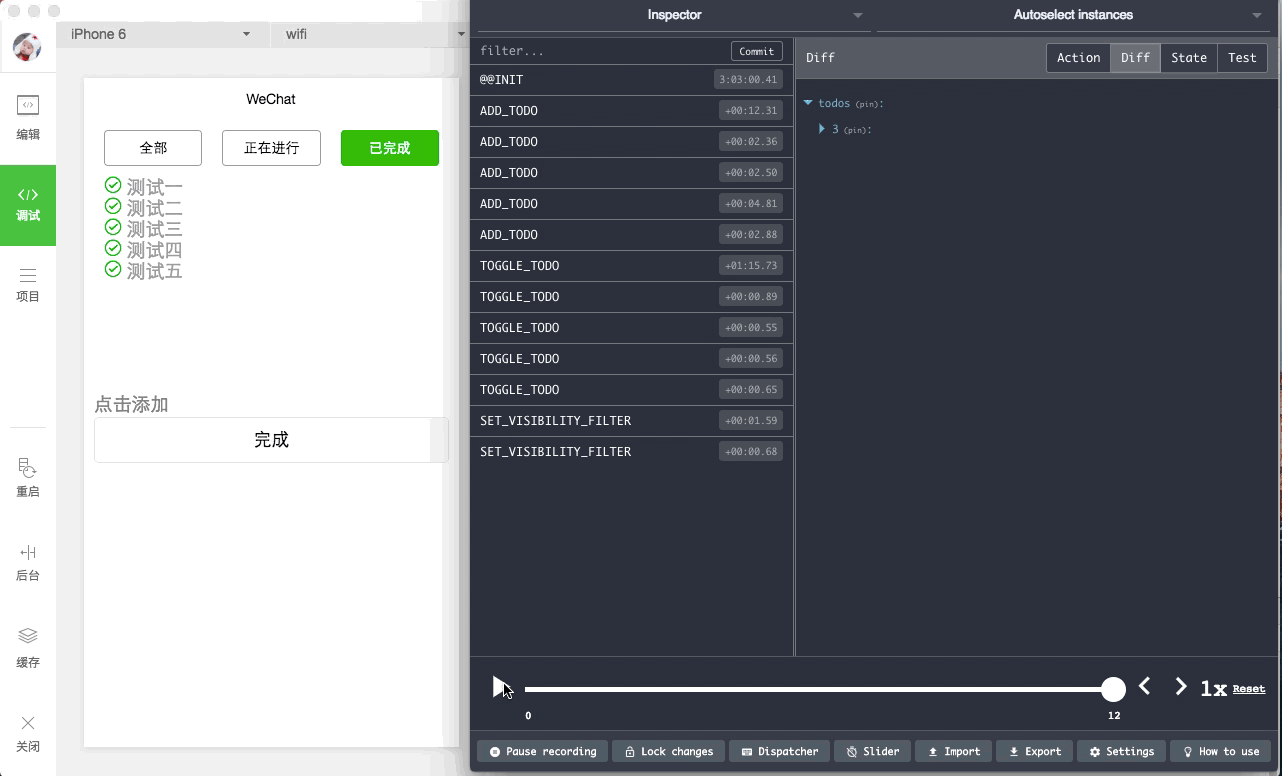 iPhone 6
wifi
编辑
调试
项目
重启
后台
缓存
关闭
WeChat
全部
正在进行
已完成
测试一
测试二
测试三
测试四
测试五
点击添加
完成
Inspector
Autoselect instances
filter...
Commit
@@INIT 3:03:00.41
ADD_TODO +00:12.31
ADD_TODO +00:02.36
ADD_TODO +00:02.50
ADD_TODO +00:04.81
ADD_TODO +00:02.88
TOGGLE_TODO +01:15.73
TOGGLE_TODO +00:00.89
TOGGLE_TODO +00:00.55
TOGGLE_TODO +00:00.56
TOGGLE_TODO +00:00.65
SET_VISIBILITY_FILTER +00:01.59
SET_VISIBILITY_FILTER +00:00.68
Diff
Action Diff State Test
todos (pin):
3 (pin):
1x Reset
0 12
Pause recording Lock changes Dispatcher Slider Import Export Settings How to use